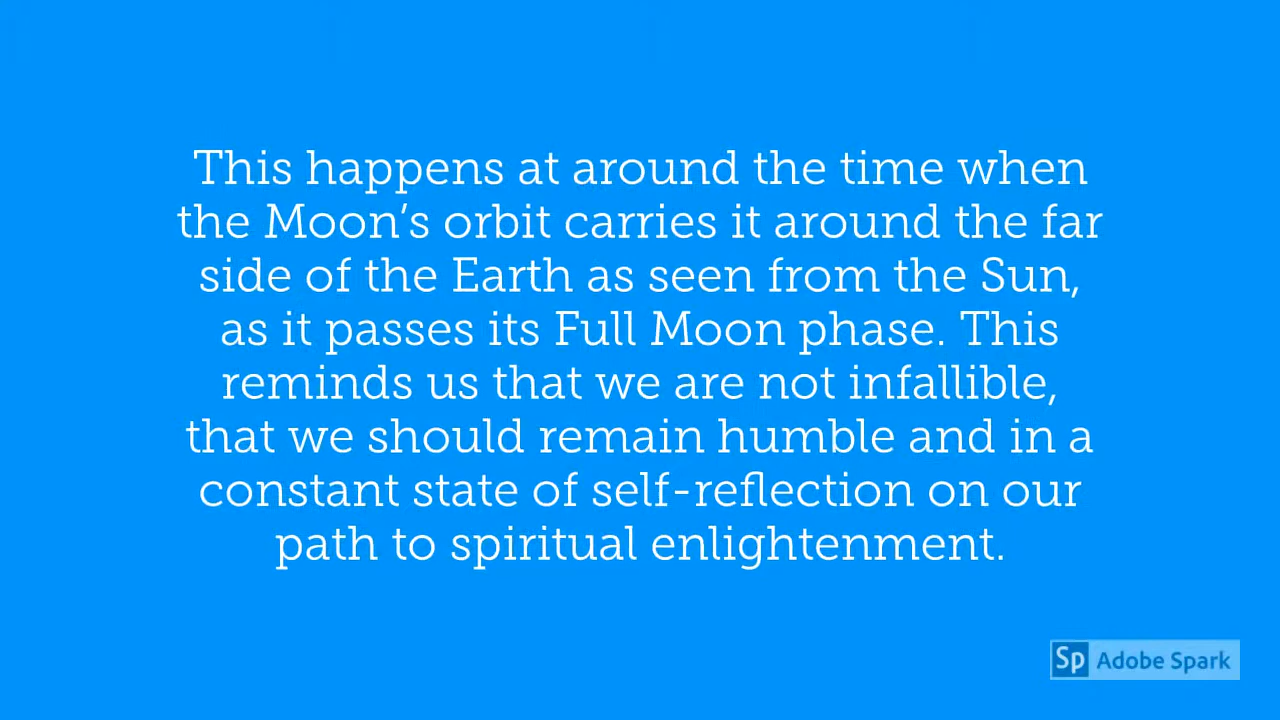 This happens at around the time when
the Moon’s orbit carries it around the far
side of the Earth as seen from the Sun,
as it passes its Full Moon phase. This
reminds us that we are not infallible,
that we should remain humble and in a
constant state of self-reflection on our
path to spiritual enlightenment.
Sp Adobe Spark